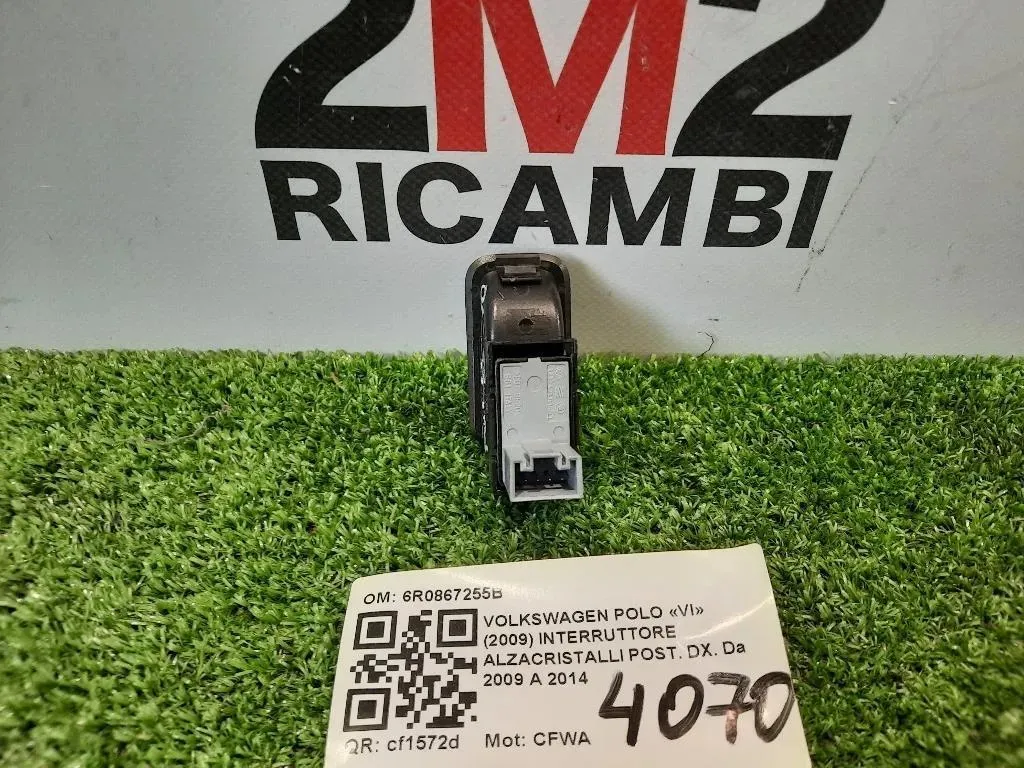 2M2
RICAMBI
OM: 6R0867255B
VOLKSWAGEN POLO «VI»
(2009) INTERRUTTORE
ALZACRISTALLI POST. DX. Da
2009 A 2014
4070
QR: cf1572d Mot: CFWA